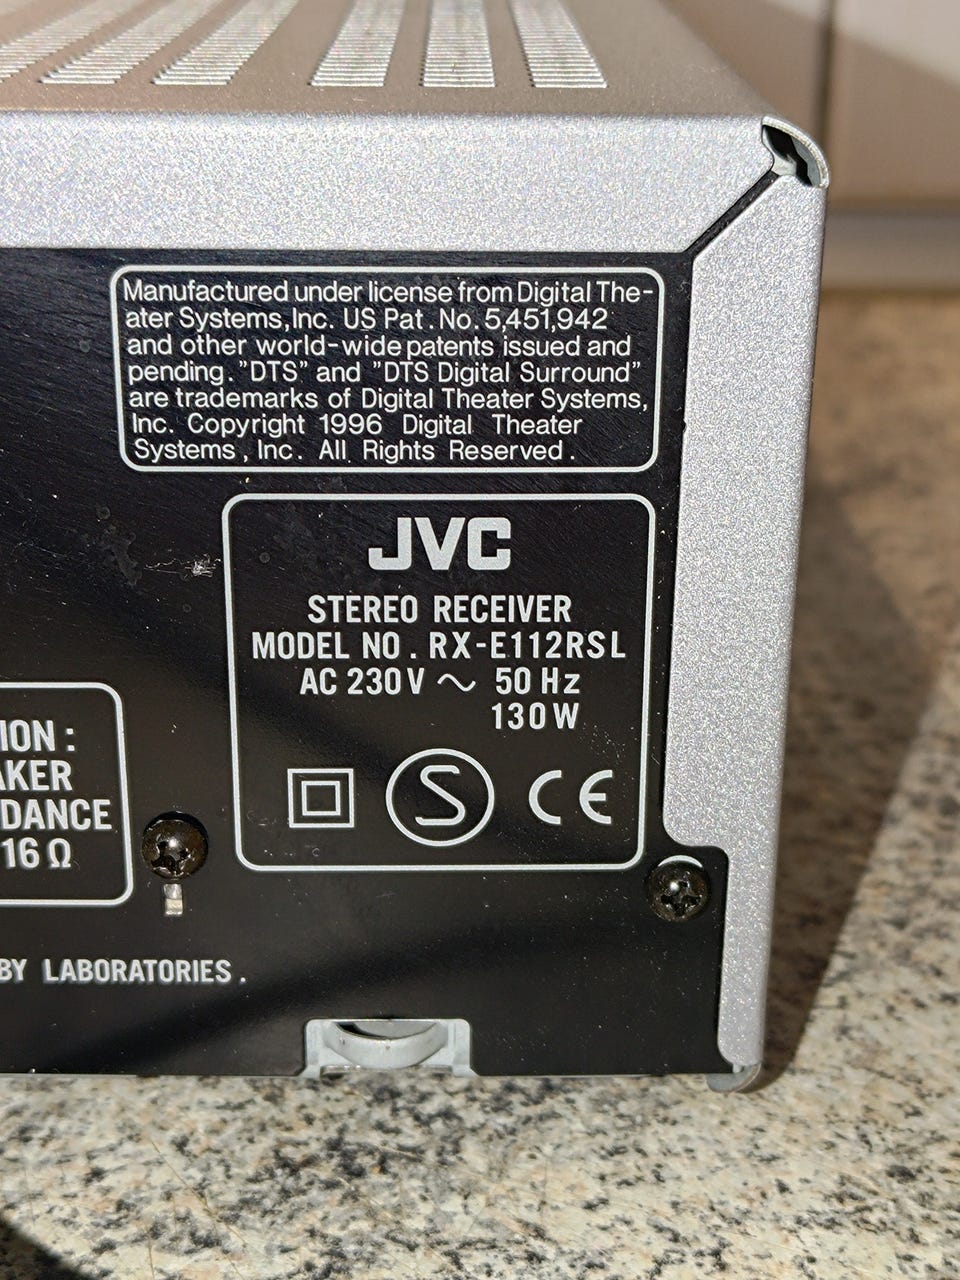 Manufactured under license from Digital The-
ater Systems, Inc. US Pat. No. 5,451,942
and other world-wide patents issued and
pending. "DTS" and "DTS Digital Surround"
are trademarks of Digital Theater Systems,
Inc. Copyright 1996 Digital Theater
Systems, Inc. All Rights Reserved.
JVC
STEREO RECEIVER
MODEL NO. RX-E112RSL
AC 230V ~ 50 Hz
130W
S
CE
ION:
AKER
DANCE
16 Ω
BY LABORATORIES.